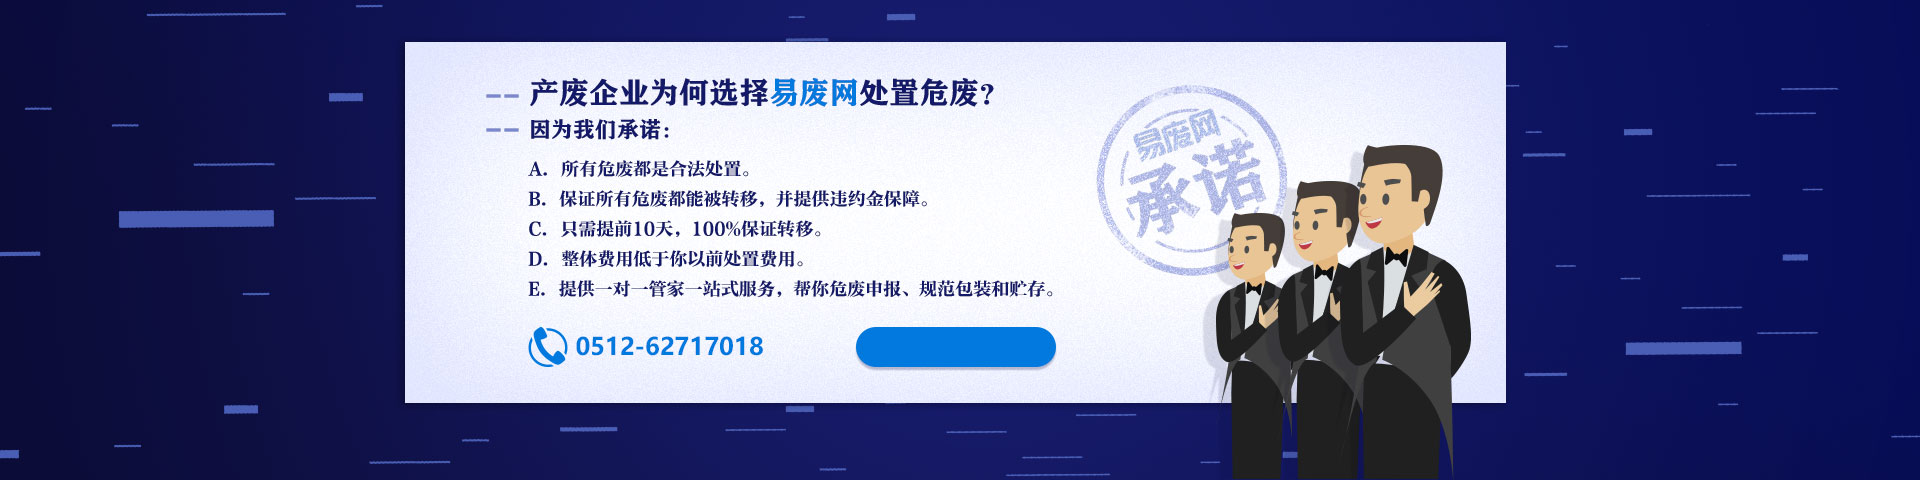 产废企业为何选择易废网处置危废?
因为我们承诺:
A. 所有危废都是合法处置。
B. 保证所有危废都能被转移,并提供违约金保障。
C. 只需提前10天,100%保证转移。
D. 整体费用低于你以前处置费用。
E. 提供一对一管家一站式服务,帮你危废申报、规范包装和贮存。
0512-62717018
易废网
承诺